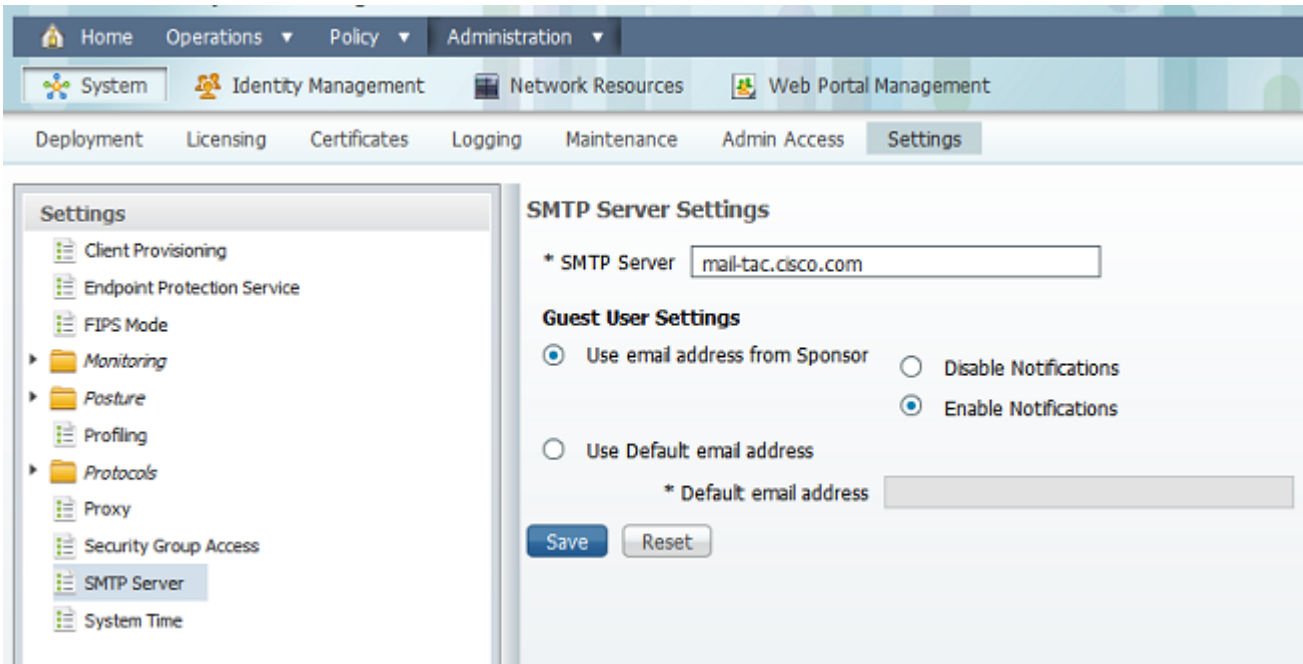 Home Operations ▼ Policy ▼ Administration ▼
System Identity Management Network Resources Web Portal Management
Deployment Licensing Certificates Logging Maintenance Admin Access Settings
Settings
Client Provisioning
Endpoint Protection Service
FIPS Mode
Monitoring
Posture
Profiling
Protocols
Proxy
Security Group Access
SMTP Server
System Time
SMTP Server Settings
* SMTP Server mail-tac.cisco.com
Guest User Settings
Use email address from Sponsor
Disable Notifications
Enable Notifications
Use Default email address
* Default email address
Save Reset